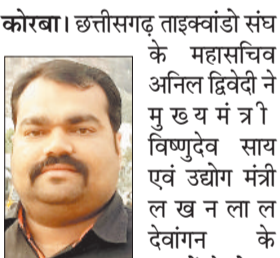 कोरबा। छत्तीसगढ़ ताइक्वांडो संघ
के महासचिव
अनिल द्विवेदी ने
मुख्यमंत्री
विष्णुदेव साय
एवं उद्योग मंत्री
लखनलाल
देवांगन के